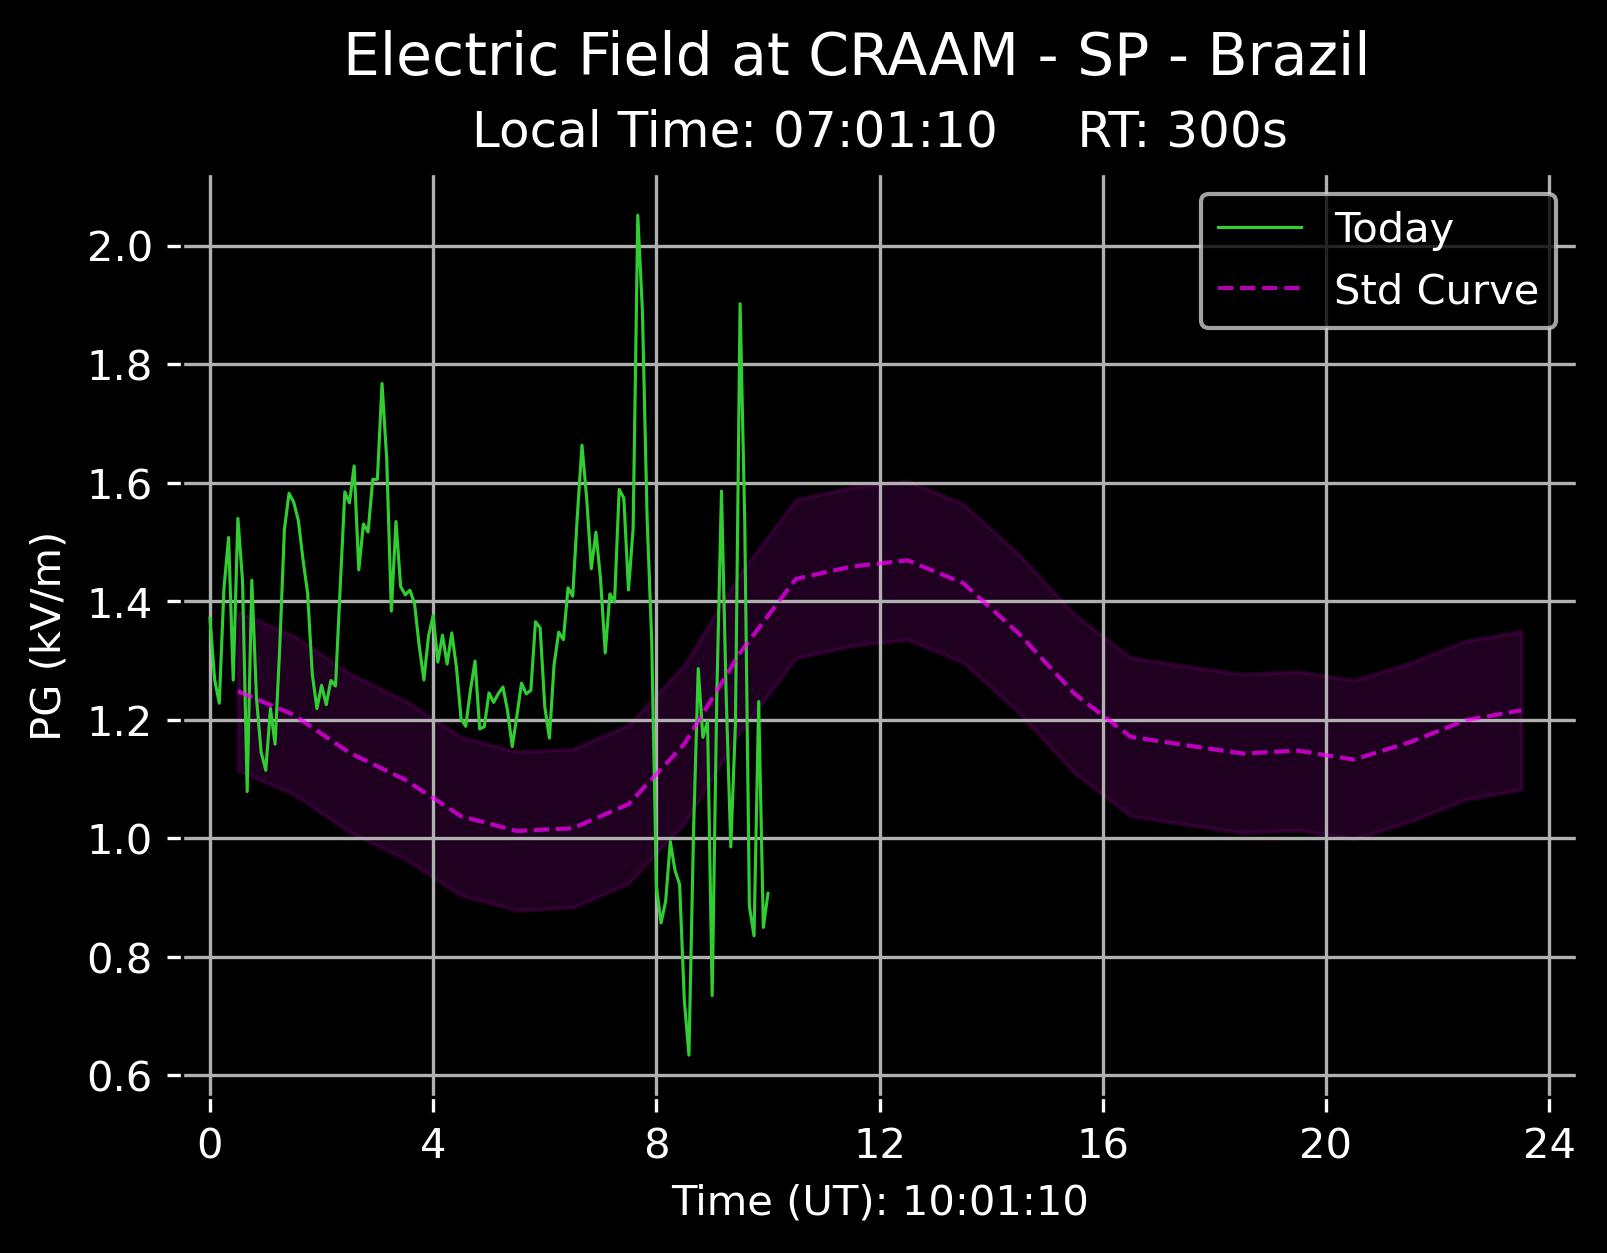 Electric Field at CRAAM - SP - Brazil
Local Time: 07:01:10 RT: 300s
Today
Std Curve
PG (kV/m)
2.0
1.8
1.6
1.4
1.2
1.0
0.8
0.6
0 4 8 12 16 20 24
Time (UT): 10:01:10